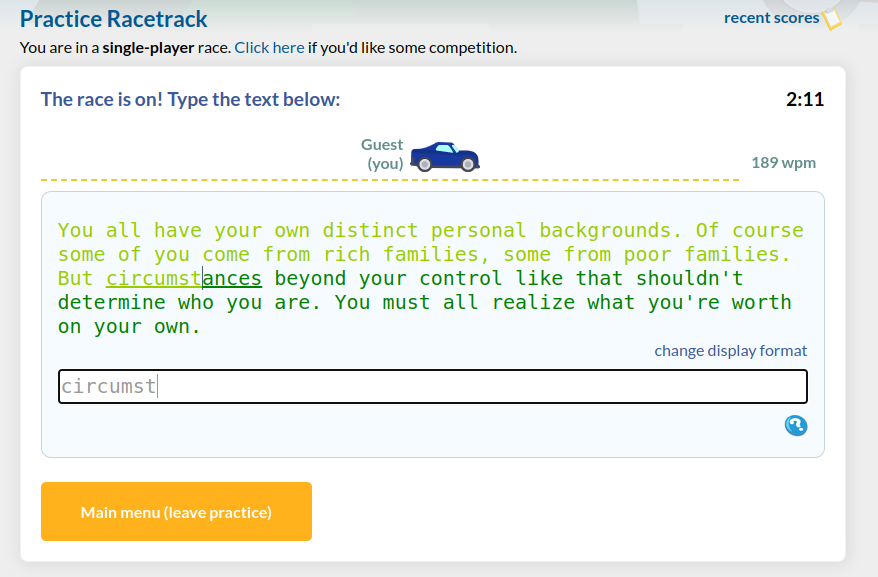 Practice Racetrack
recent scores
You are in a single-player race. Click here if you'd like some competition.
The race is on! Type the text below:
2:11
Guest
(you)
189 wpm
You all have your own distinct personal backgrounds. Of course
some of you come from rich families, some from poor families.
But circumstances beyond your control like that shouldn't
determine who you are. You must all realize what you're worth
on your own.
change display format
circumst
?
Main menu (leave practice)